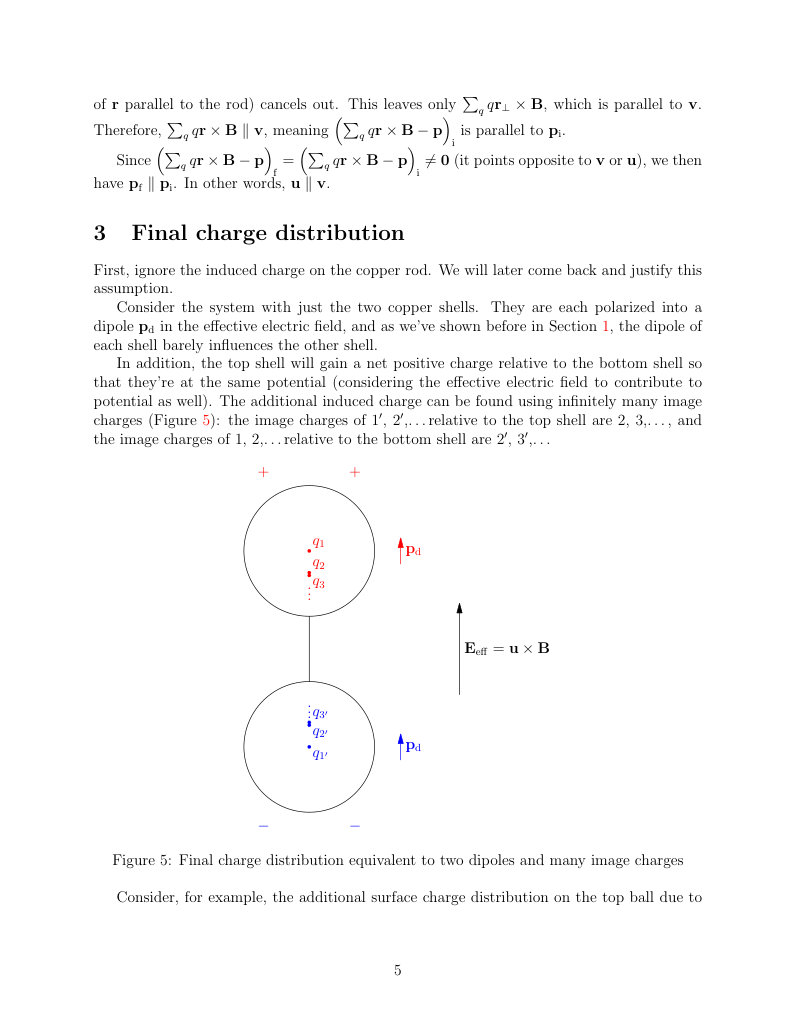 of r parallel to the rod) cancels out. This leaves only ∑_q qr⊥ × B, which is parallel to v.
Therefore, ∑_q qr × B ∥ v, meaning (∑_q qr × B − p)_i is parallel to p_i.
Since (∑_q qr × B − p)_f = (∑_q qr × B − p)_i ≠ 0 (it points opposite to v or u), we then
have p_f ∥ p_i. In other words, u ∥ v.
3 Final charge distribution
First, ignore the induced charge on the copper rod. We will later come back and justify this
assumption.
Consider the system with just the two copper shells. They are each polarized into a
dipole p_d in the effective electric field, and as we've shown before in Section 1, the dipole of
each shell barely influences the other shell.
In addition, the top shell will gain a net positive charge relative to the bottom shell so
that they're at the same potential (considering the effective electric field to contribute to
potential as well). The additional induced charge can be found using infinitely many image
charges (Figure 5): the image charges of 1′, 2′,... relative to the top shell are 2, 3,..., and
the image charges of 1, 2,... relative to the bottom shell are 2′, 3′,...
+ +
q₁
p_d
q₂
q₃
⋮
E_eff = u × B
⋮
q₃′
q₂′
p_d
q₁′
− −
Figure 5: Final charge distribution equivalent to two dipoles and many image charges
Consider, for example, the additional surface charge distribution on the top ball due to
5